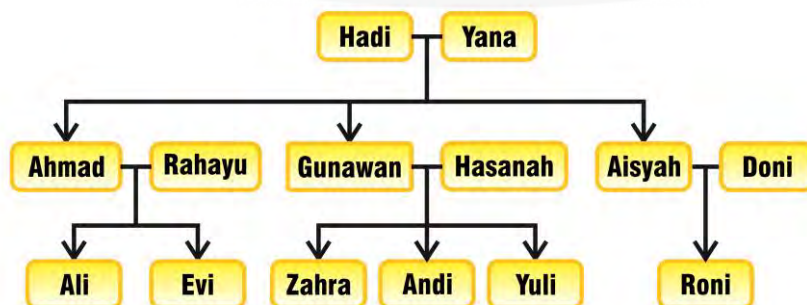 Hadi Yana
Ahmad Rahayu Gunawan Hasanah Aisyah Doni
Ali Evi Zahra Andi Yuli Roni